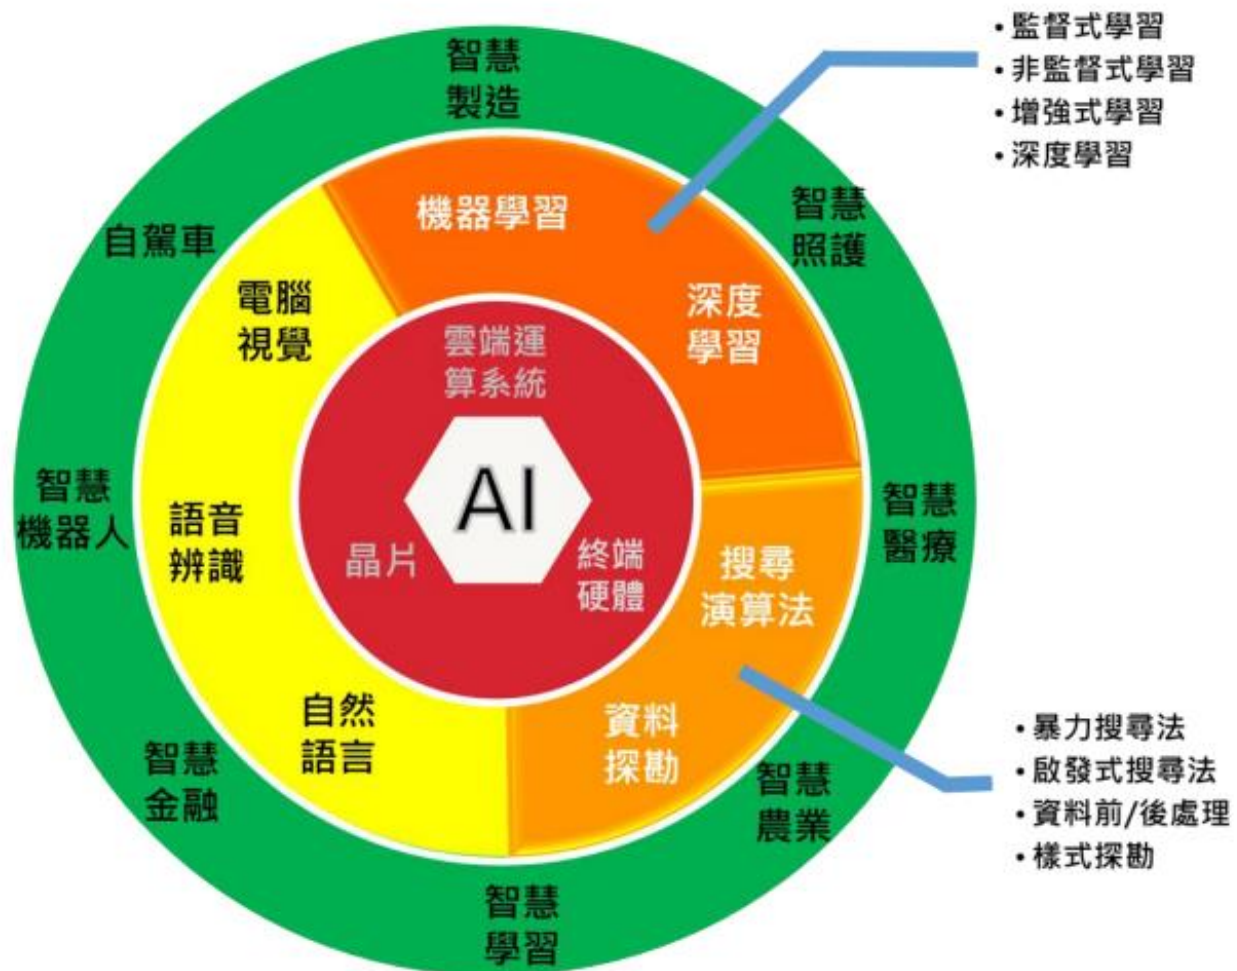 智慧
製造
智慧
照護
智慧
醫療
智慧
農業
智慧
學習
智慧
金融
智慧
機器人
自駕車
機器學習
深度
學習
搜尋
演算法
資料
探勘
自然
語言
語音
辨識
電腦
視覺
雲端運
算系統
AI
晶片
終端
硬體
•監督式學習
•非監督式學習
•增強式學習
•深度學習
•暴力搜尋法
•啟發式搜尋法
•資料前/後處理
•樣式探勘